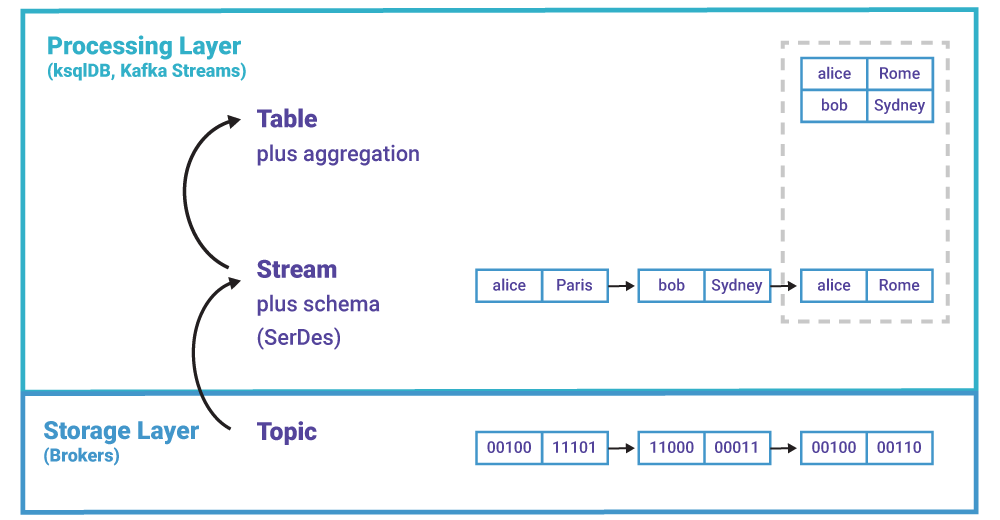 Processing Layer
(ksqlDB, Kafka Streams)
alice Rome
bob Sydney
Table
plus aggregation
Stream
plus schema
(SerDes)
alice Paris bob Sydney alice Rome
Storage Layer
(Brokers)
Topic
00100 11101 11000 00011 00100 00110